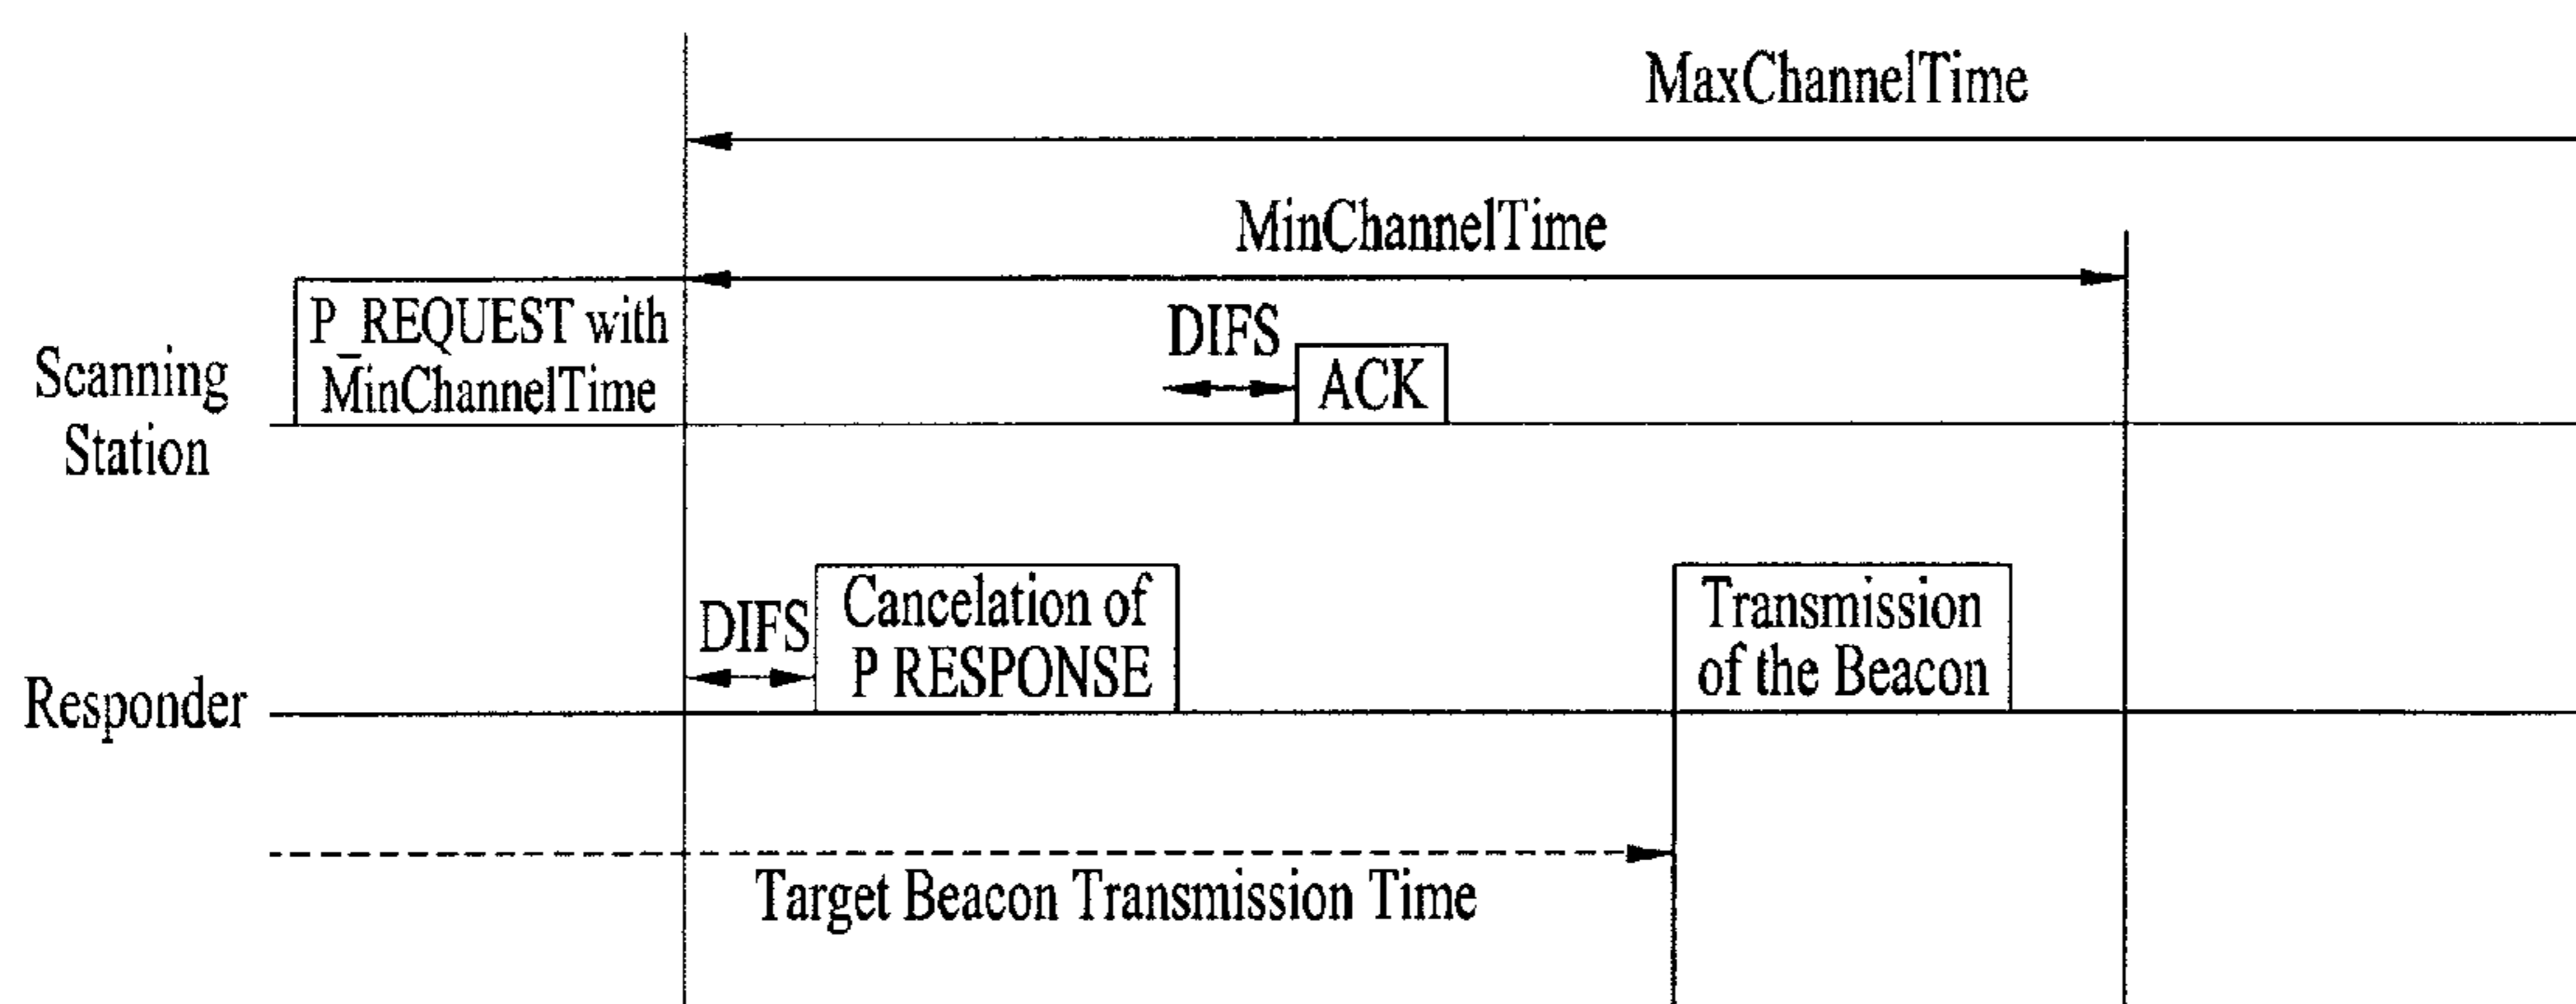 MaxChannelTime
MinChannelTime
P_REQUEST with
MinChannelTime
DIFS
ACK
Scanning
Station
DIFS
Cancelation of
P RESPONSE
Transmission
of the Beacon
Responder
Target Beacon Transmission Time